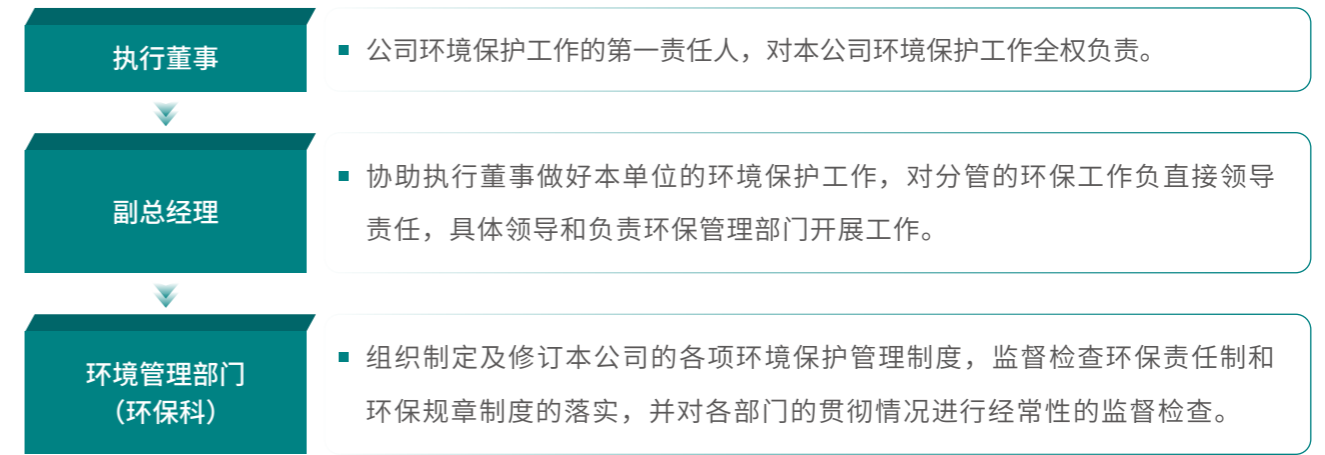 执行董事
公司环境保护工作的第一责任人，对本公司环境保护工作全权负责。
副总经理
协助执行董事做好本单位的环境保护工作，对分管的环保工作负直接领导
责任，具体领导和负责环保管理部门开展工作。
环境管理部门
（环保科）
组织制定及修订本公司的各项环境保护管理制度，监督检查环保责任制和
环保规章制度的落实，并对各部门的贯彻情况进行经常性的监督检查。